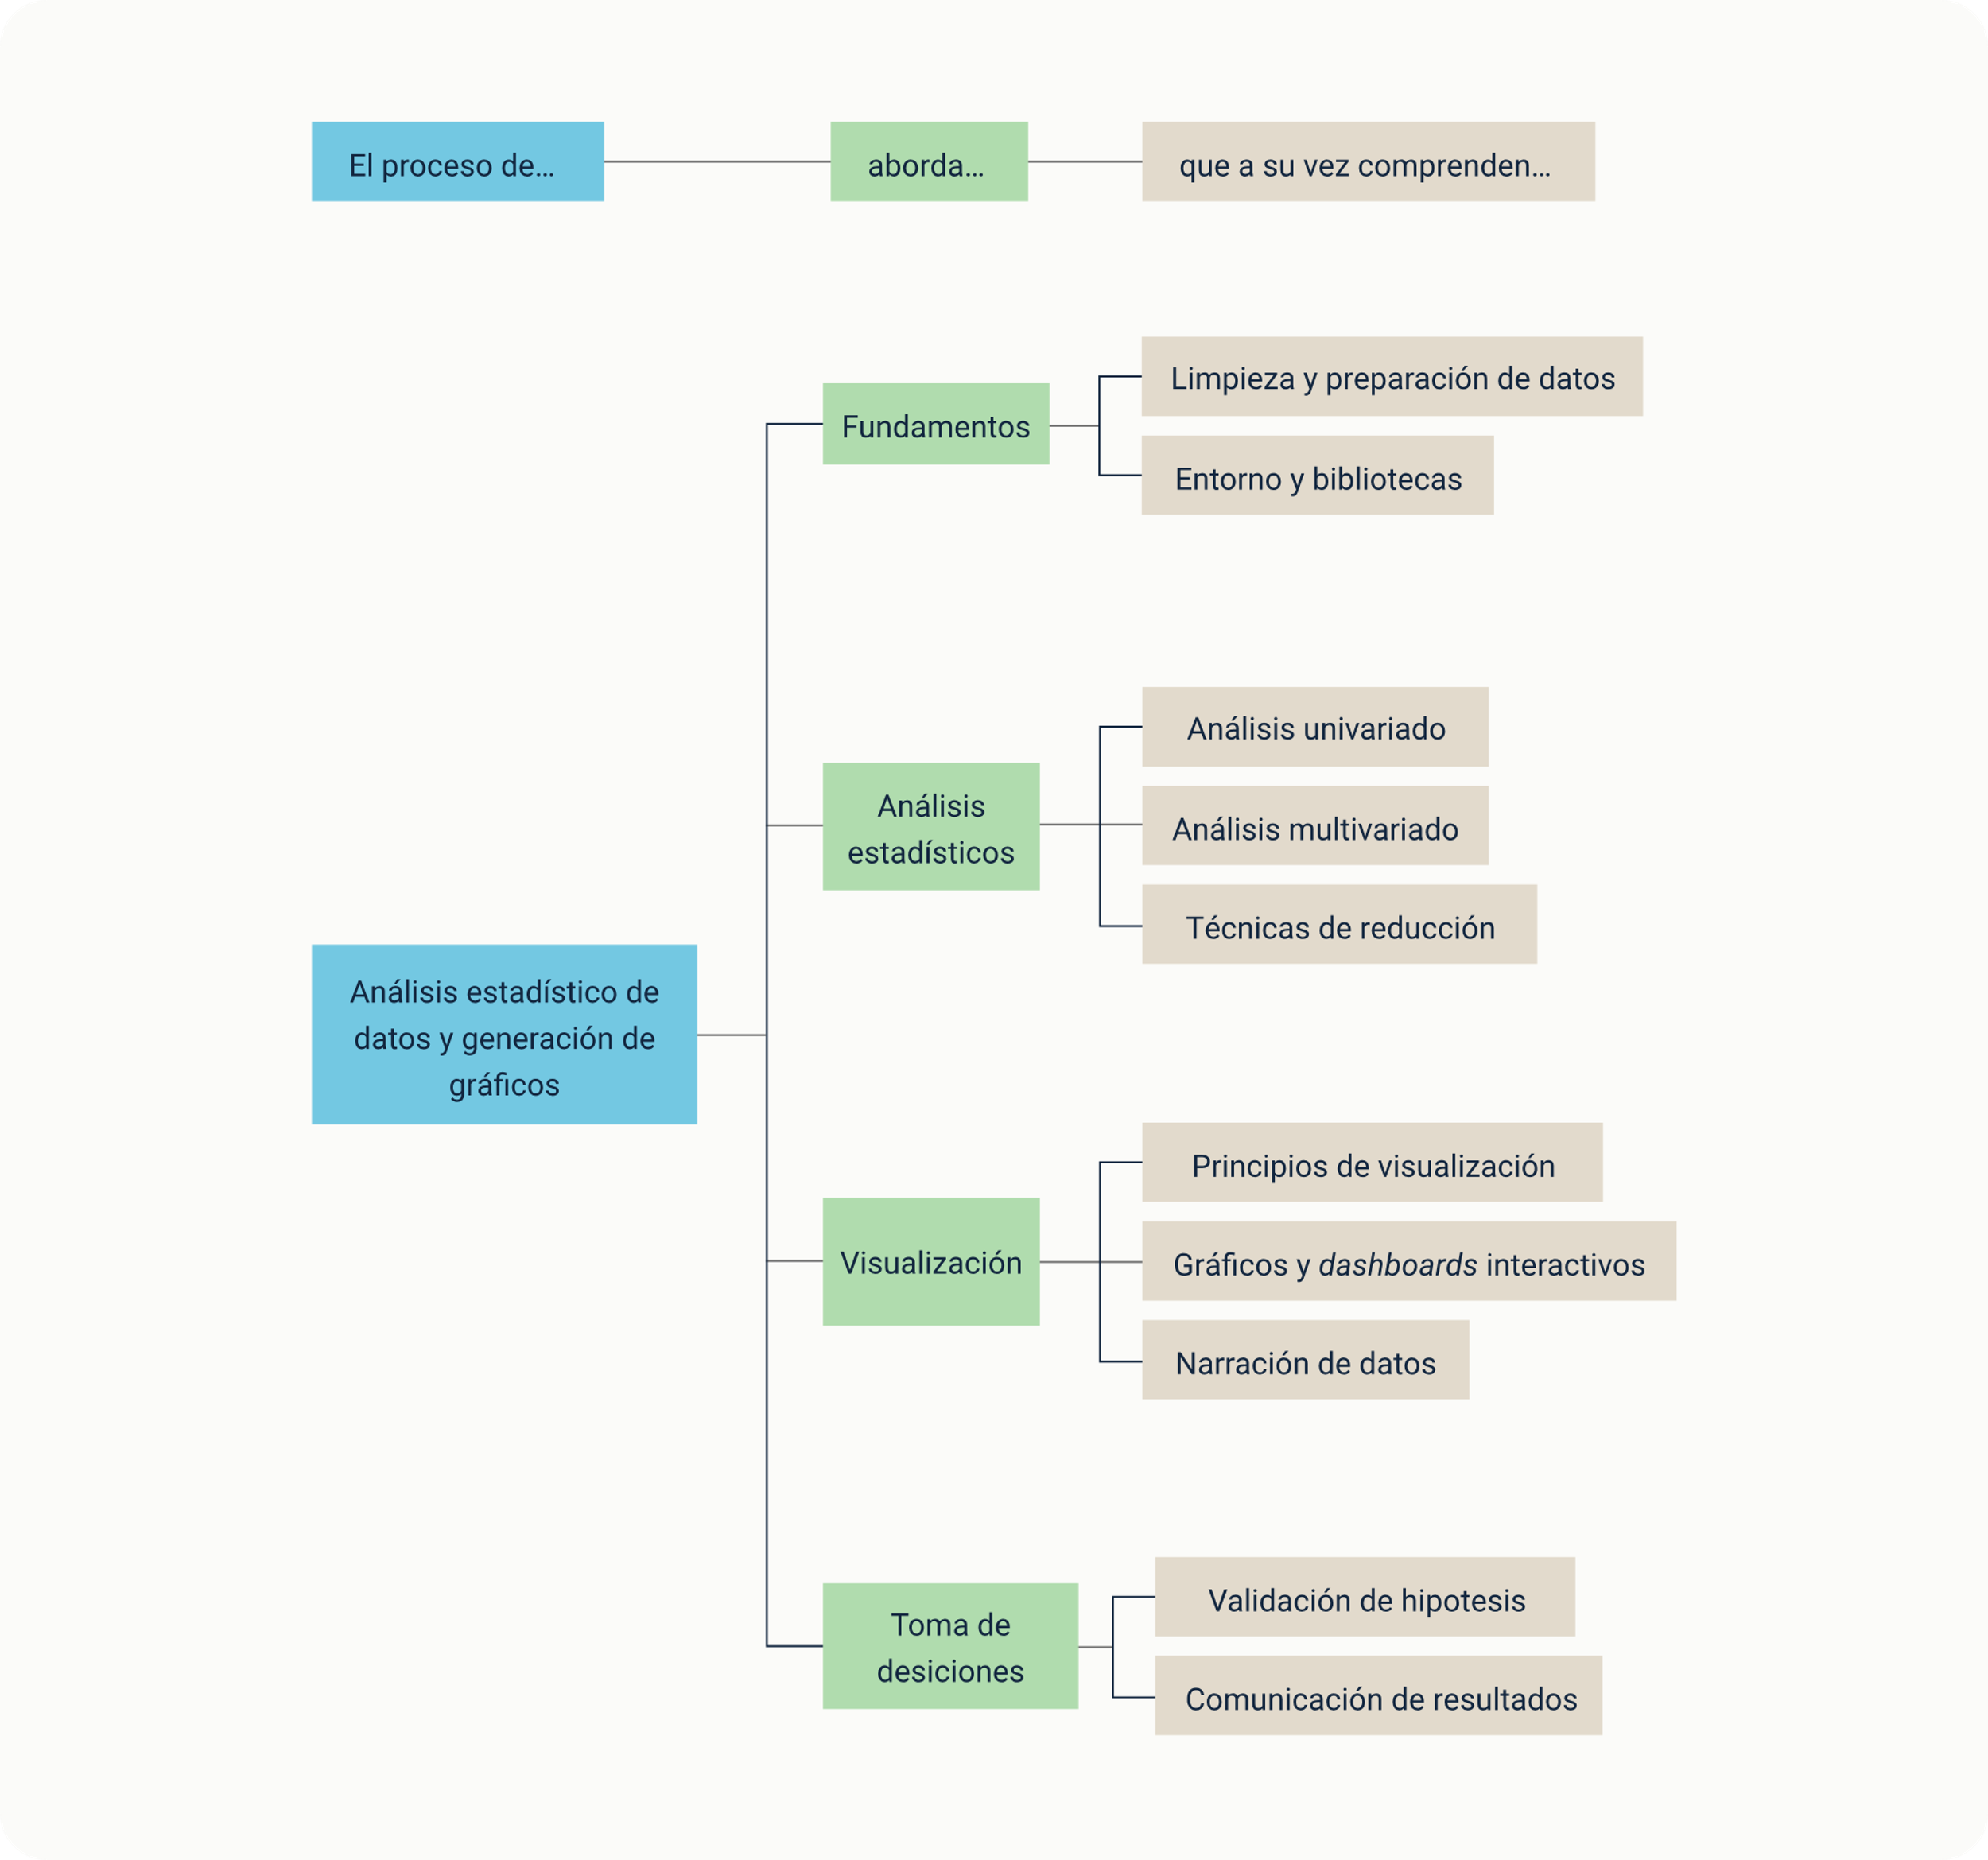 El proceso de...
aborda...
que a su vez comprenden...
Limpieza y preparación de datos
Fundamentos
Entorno y bibliotecas
Análisis univariado
Análisis
estadísticos
Análisis multivariado
Técnicas de reducción
Análisis estadístico de
datos y generación de
gráficos
Principios de visualización
Visualización
Gráficos y dashboards interactivos
Narración de datos
Validación de hipotesis
Toma de
desiciones
Comunicación de resultados